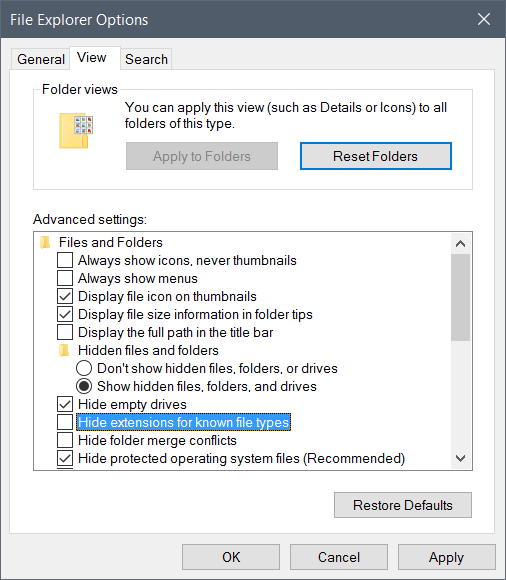 File Explorer Options
General
View
Search
Folder views
You can apply this view (such as Details or Icons) to all
folders of this type.
Apply to Folders
Reset Folders
Advanced settings:
Files and Folders
Always show icons, never thumbnails
Always show menus
Display file icon on thumbnails
Display file size information in folder tips
Display the full path in the title bar
Hidden files and folders
Don't show hidden files, folders, or drives
Show hidden files, folders, and drives
Hide empty drives
Hide extensions for known file types
Hide folder merge conflicts
Hide protected operating system files (Recommended)
Restore Defaults
OK
Cancel
Apply